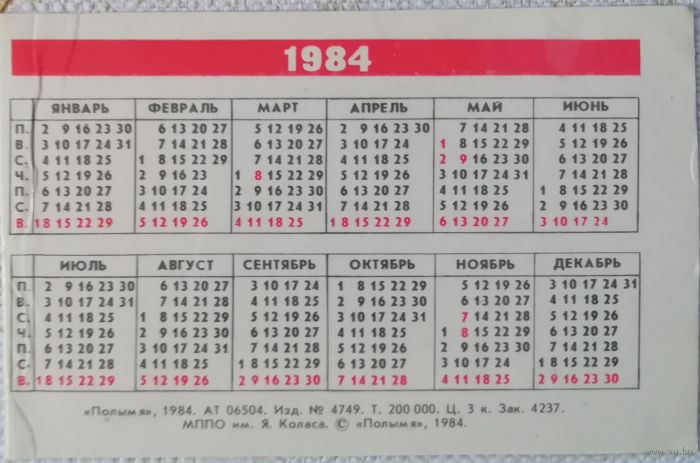 1984
ЯНВАРЬ ФЕВРАЛЬ МАРТ АПРЕЛЬ МАЙ ИЮНЬ
П. 2 9 16 23 30 6 13 20 27 5 12 19 26 2 9 16 23 30 7 14 21 28 4 11 18 25
В. 3 10 17 24 31 7 14 21 28 6 13 20 27 3 10 17 24 1 8 15 22 29 5 12 19 26
С. 4 11 18 25 1 8 15 22 29 7 14 21 28 4 11 18 25 2 9 16 23 30 6 13 20 27
Ч. 5 12 19 26 2 9 16 23 1 8 15 22 29 5 12 19 26 3 10 17 24 31 7 14 21 28
П. 6 13 20 27 3 10 17 24 2 9 16 23 30 6 13 20 27 4 11 18 25 1 8 15 22 29
С. 7 14 21 28 4 11 18 25 3 10 17 24 31 7 14 21 28 5 12 19 26 2 9 16 23 30
В. 1 8 15 22 29 5 12 19 26 4 11 18 25 1 8 15 22 29 6 13 20 27 3 10 17 24
ИЮЛЬ АВГУСТ СЕНТЯБРЬ ОКТЯБРЬ НОЯБРЬ ДЕКАБРЬ
П. 2 9 16 23 30 6 13 20 27 3 10 17 24 1 8 15 22 29 5 12 19 26 3 10 17 24 31
В. 3 10 17 24 31 7 14 21 28 4 11 18 25 2 9 16 23 30 6 13 20 27 4 11 18 25
С. 4 11 18 25 1 8 15 22 29 5 12 19 26 3 10 17 24 31 7 14 21 28 5 12 19 26
Ч. 5 12 19 26 2 9 16 23 30 6 13 20 27 4 11 18 25 1 8 15 22 29 6 13 20 27
П. 6 13 20 27 3 10 17 24 31 7 14 21 28 5 12 19 26 2 9 16 23 30 7 14 21 28
С. 7 14 21 28 4 11 18 25 1 8 15 22 29 6 13 20 27 3 10 17 24 1 8 15 22 29
В. 1 8 15 22 29 5 12 19 26 2 9 16 23 30 7 14 21 28 4 11 18 25 2 9 16 23 30
«Полымя», 1984. АТ 06504. Изд. № 4749. Т. 200 000. Ц. 3 к. Зак. 4237.
МППО им. Я. Коласа. © «Полымя», 1984.
www.au.by